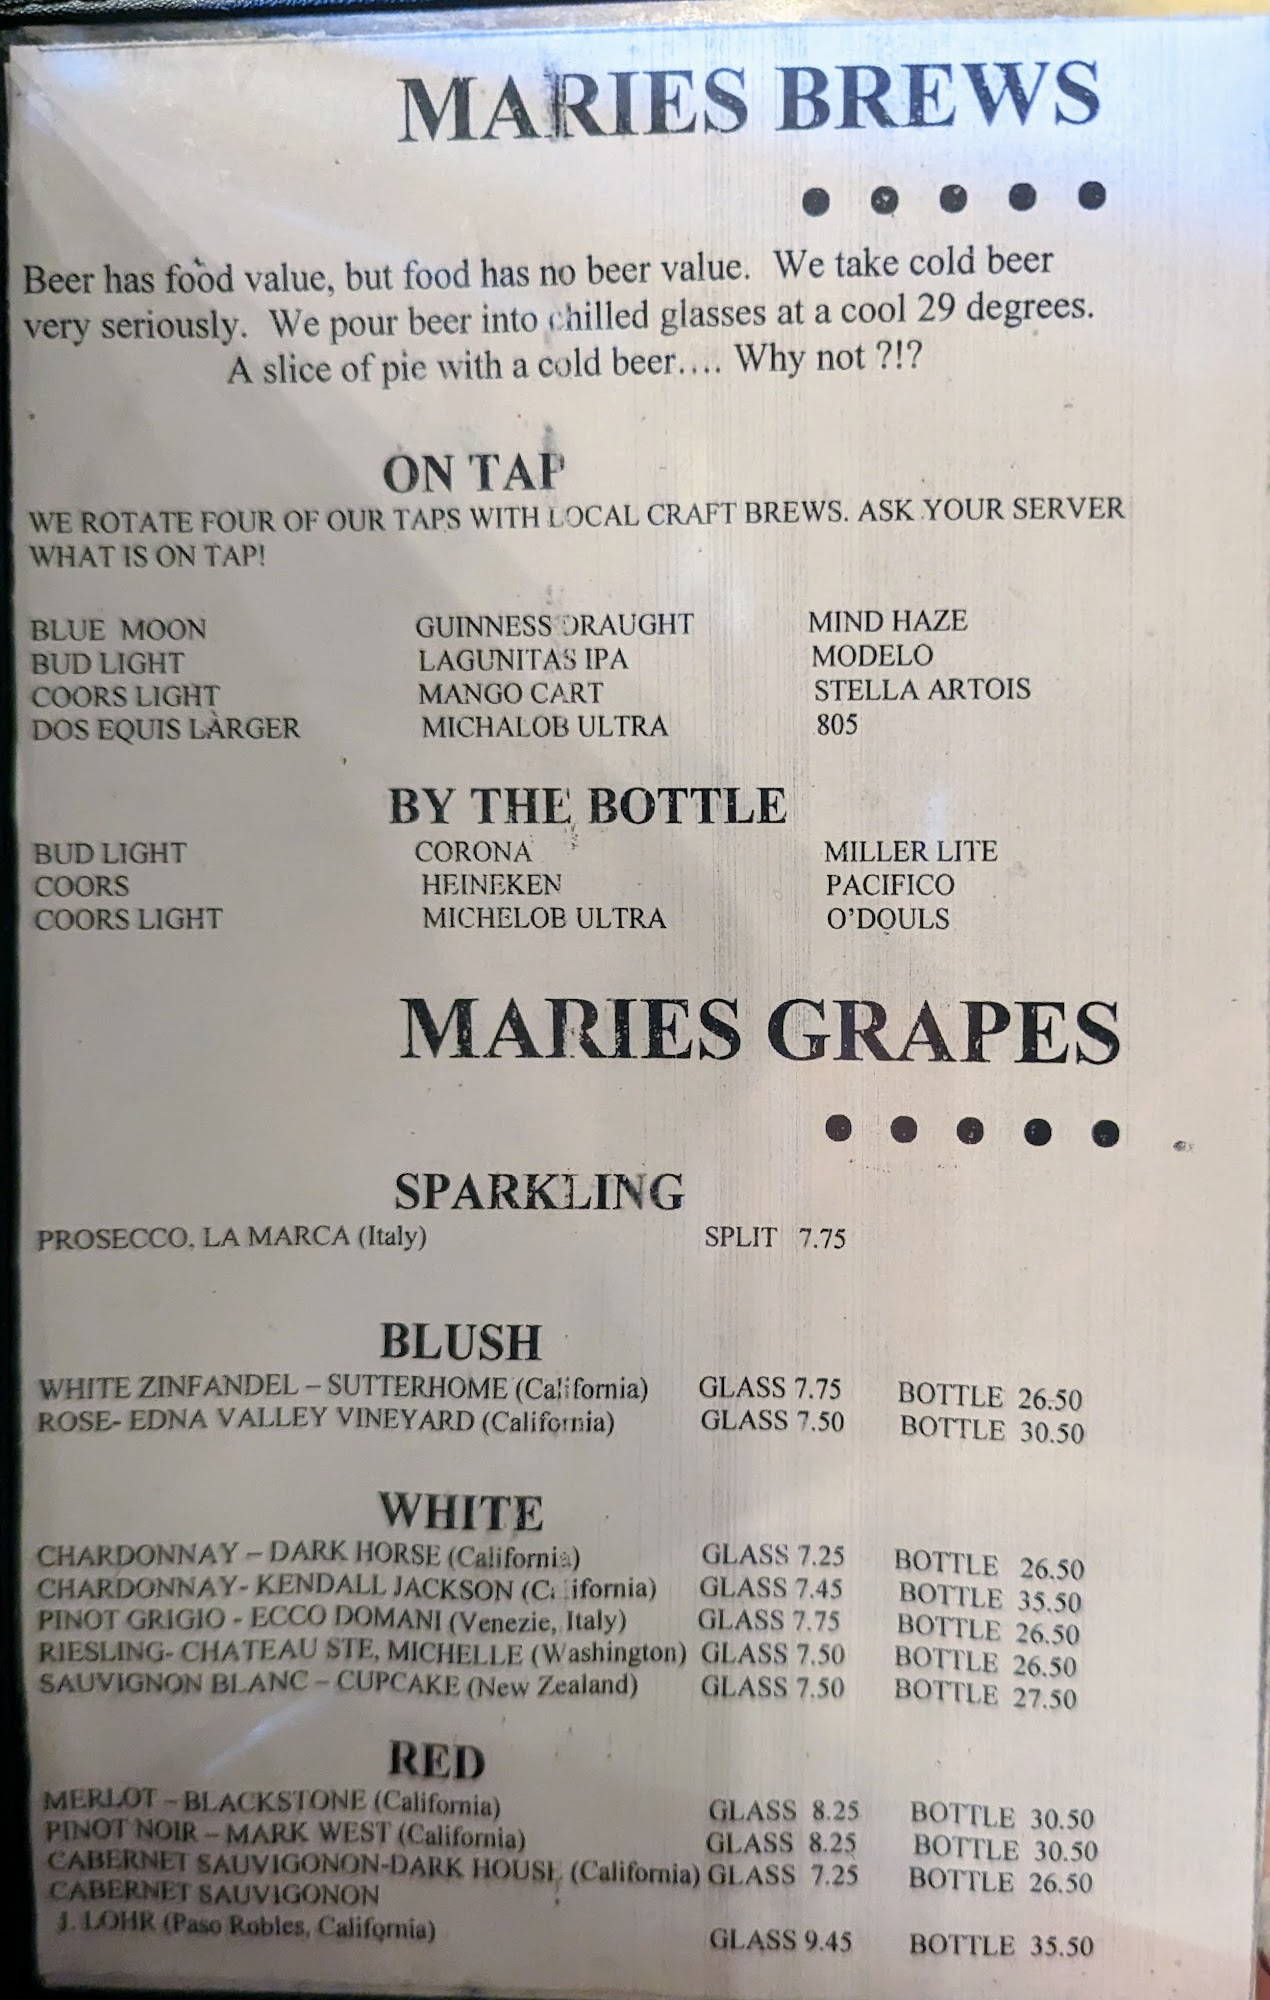 MARIES BREWS
Beer has food value, but food has no beer value. We take cold beer
very seriously. We pour beer into chilled glasses at a cool 29 degrees.
A slice of pie with a cold beer.... Why not ?!?
ON TAP
WE ROTATE FOUR OF OUR TAPS WITH LOCAL CRAFT BREWS. ASK YOUR SERVER
WHAT IS ON TAP!
BLUE MOON GUINNESS DRAUGHT MIND HAZE
BUD LIGHT LAGUNITAS IPA MODELO
COORS LIGHT MANGO CART STELLA ARTOIS
DOS EQUIS LARGER MICHALOB ULTRA 805
BY THE BOTTLE
BUD LIGHT CORONA MILLER LITE
COORS HEINEKEN PACIFICO
COORS LIGHT MICHELOB ULTRA O'DOULS
MARIES GRAPES
SPARKLING
PROSECCO, LA MARCA (Italy) SPLIT 7.75
BLUSH
WHITE ZINFANDEL – SUTTERHOME (California) GLASS 7.75 BOTTLE 26.50
ROSE- EDNA VALLEY VINEYARD (California) GLASS 7.50 BOTTLE 30.50
WHITE
CHARDONNAY – DARK HORSE (California) GLASS 7.25 BOTTLE 26.50
CHARDONNAY- KENDALL JACKSON (California) GLASS 7.45 BOTTLE 35.50
PINOT GRIGIO - ECCO DOMANI (Venezie, Italy) GLASS 7.75 BOTTLE 26.50
RIESLING- CHATEAU STE, MICHELLE (Washington) GLASS 7.50 BOTTLE 26.50
SAUVIGNON BLANC – CUPCAKE (New Zealand) GLASS 7.50 BOTTLE 27.50
RED
MERLOT – BLACKSTONE (California) GLASS 8.25 BOTTLE 30.50
PINOT NOIR – MARK WEST (California) GLASS 8.25 BOTTLE 30.50
CABERNET SAUVIGONON-DARK HOUSE (California) GLASS 7.25 BOTTLE 26.50
CABERNET SAUVIGONON
J. LOHR (Paso Robles, California) GLASS 9.45 BOTTLE 35.50